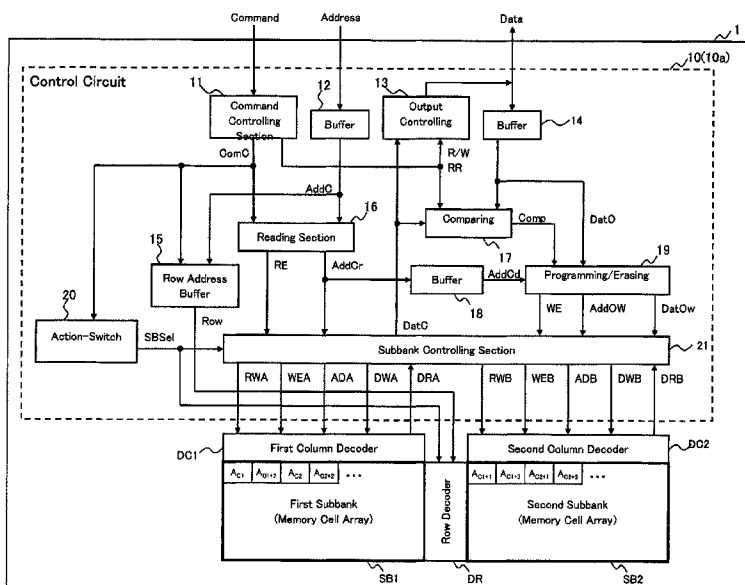 Command
Address
Data
1
10(10a)
Control Circuit
11
Command
Controlling
Section
12
Buffer
13
Output
Controlling
Buffer
14
ComC
AddC
R/W
RR
16
Reading Section
Comparing
17
Comp
DatO
15
Row Address
Buffer
RE
AddCr
Buffer
18
AddCd
19
Programming/Erasing
20
Action-Switch
SBSel
Row
DatC
WE
AddOW
DatOw
Subbank Controlling Section
21
RWA
WEA
ADA
DWA
DRA
RWB
WEB
ADB
DWB
DRB
DC1
First Column Decoder
Second Column Decoder
DC2
AC1
AC1+2
AC2
AC2+2
•••
AC1+1
AC1+3
AC2+1
AC2+3
•••
First Subbank
(Memory Cell Array)
Row Decoder
Second Subbank
(Memory Cell Array)
SB1
DR
SB2